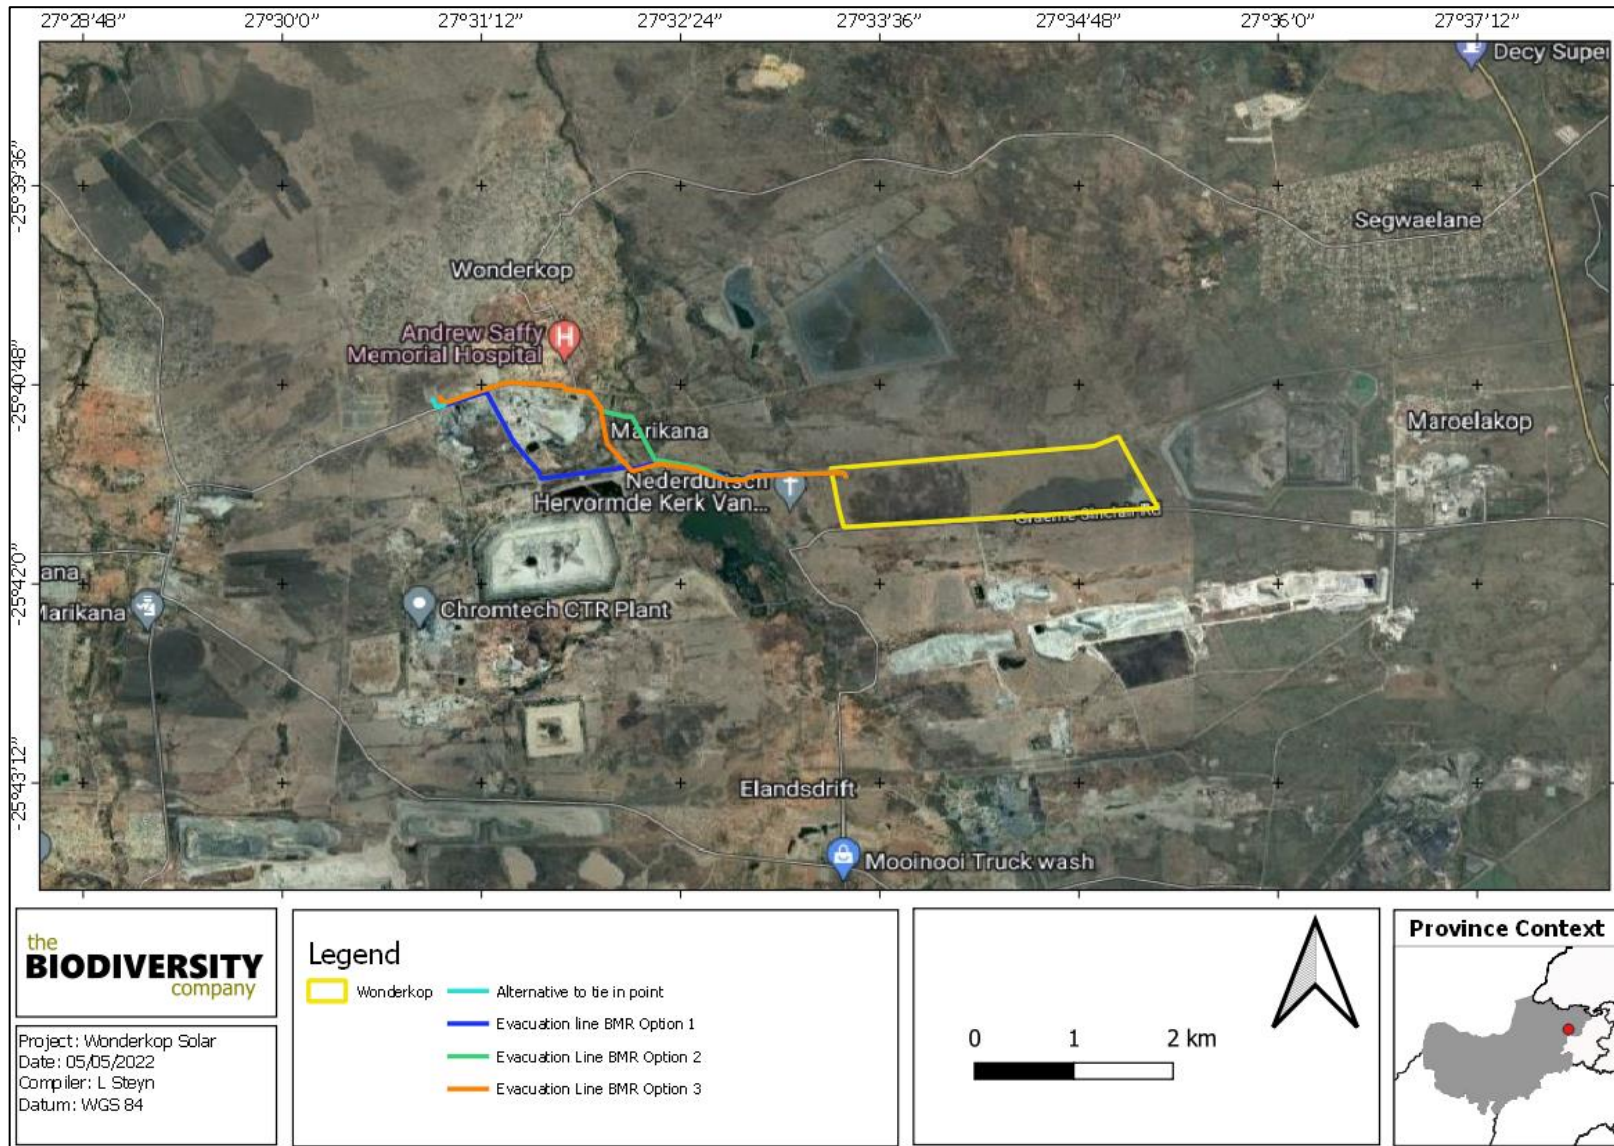 27°28'48" 27°30'0" 27°31'12" 27°32'24" 27°33'36" 27°34'48" 27°36'0" 27°37'12"
Decy Super
-25°39'36"
Segwaelane
Wonderkop
Andrew Saffy
Memorial Hospital
H
-25°40'48"
Maroelakop
Marikana
Nederduitsch
Hervormde Kerk Van...
Graeme Sinclair Rd
-25°42'0"
ana
Marikana
Chromtech CTR Plant
-25°43'12"
Elandsdrift
Mooinooi Truck wash
the
BIODIVERSITY
company
Project: Wonderkop Solar
Date: 05/05/2022
Compiler: L Steyn
Datum: WGS 84
Legend
Wonderkop
Alternative to tie in point
Evacuation line BMR Option 1
Evacuation Line BMR Option 2
Evacuation Line BMR Option 3
0 1 2 km
Province Context